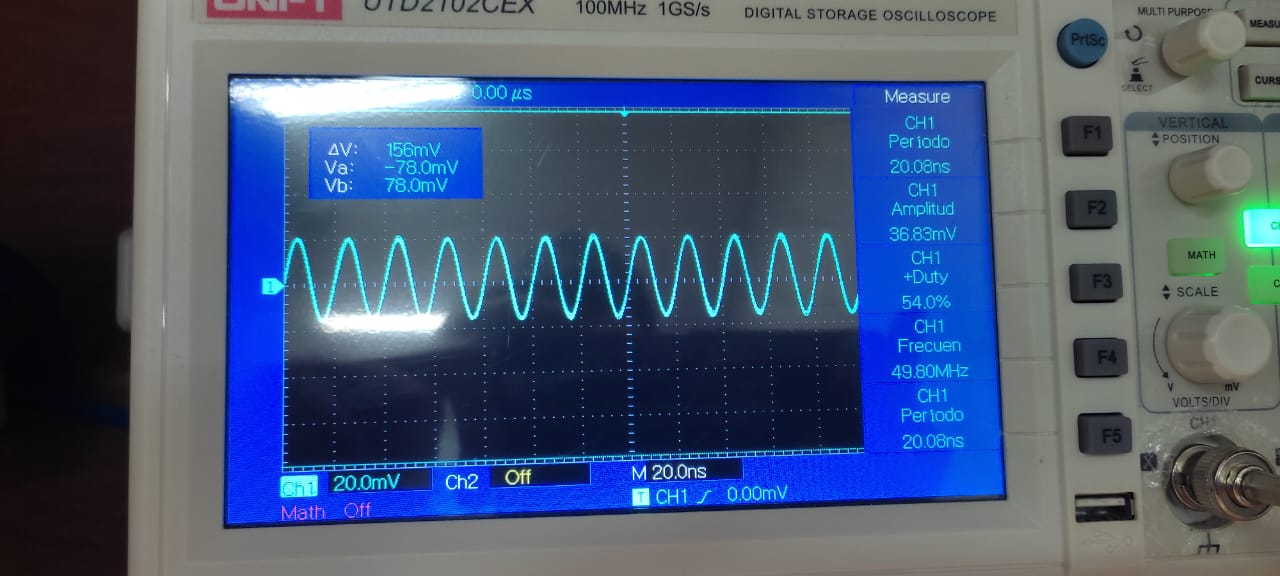 UNI-T UTD2102CEX 100MHz 1GS/s DIGITAL STORAGE OSCILLOSCOPE
MULTI PURPOSE
PrtSc
SELECT
0.00 µs
Measure
ΔV: 156mV
Va: -78.0mV
Vb: 78.0mV
CH1
Periodo
20.08ns
CH1
Amplitud
36.83mV
CH1
+Duty
54.0%
CH1
Frecuen
49.80MHz
CH1
Periodo
20.08ns
1
Ch1 20.0mV Ch2 Off M 20.0ns
T CH1 0.00mV
Math Off
F1
F2
F3
F4
F5
VERTICAL
POSITION
MATH
SCALE
V mV
VOLTS/DIV
CH1